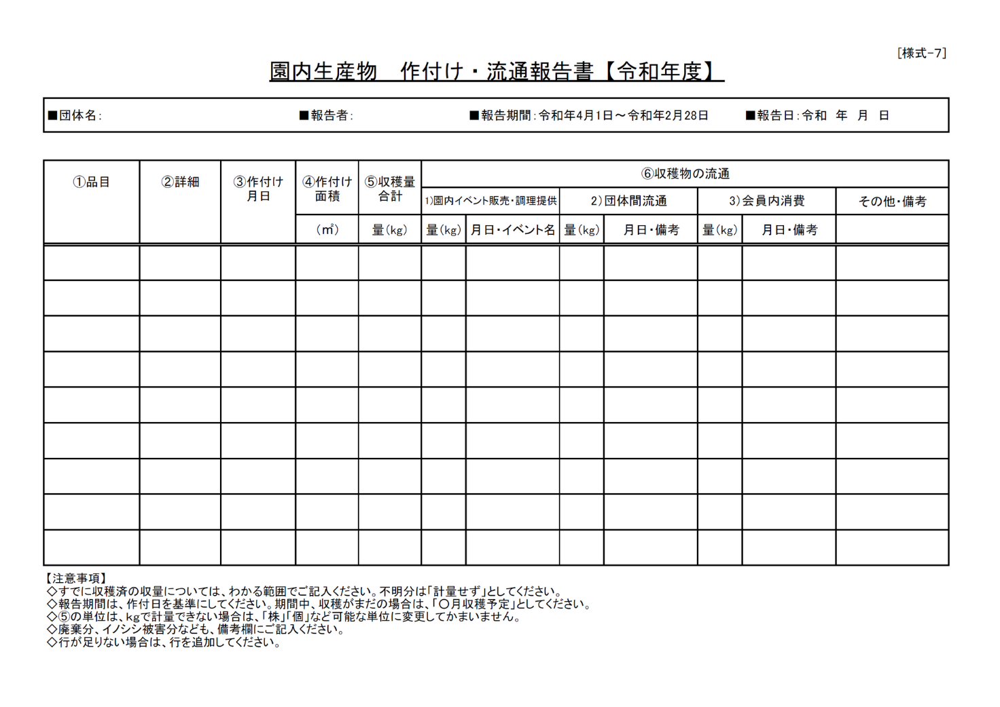 [様式-7]
園内生産物　作付け・流通報告書【令和年度】
■団体名： ■報告者： ■報告期間：令和年4月1日～令和年2月28日 ■報告日：令和 年 月 日
①品目 ②詳細 ③作付け月日 ④作付け面積 ⑤収穫量合計 ⑥収穫物の流通
1)園内イベント販売・調理提供 2)団体間流通 3)会員内消費 その他・備考
（㎡） 量（kg） 量（kg） 月日・イベント名 量（kg） 月日・備考 量（kg） 月日・備考
【注意事項】
◇すでに収穫済の収量については、わかる範囲でご記入ください。不明分は「計量せず」としてください。
◇報告期間は、作付日を基準にしてください。期間中、収穫がまだの場合は、「〇月収穫予定」としてください。
◇⑤の単位は、kgで計量できない場合は、「株」「個」など可能な単位に変更してかまいません。
◇廃棄分、イノシシ被害分なども、備考欄にご記入ください。
◇行が足りない場合は、行を追加してください。